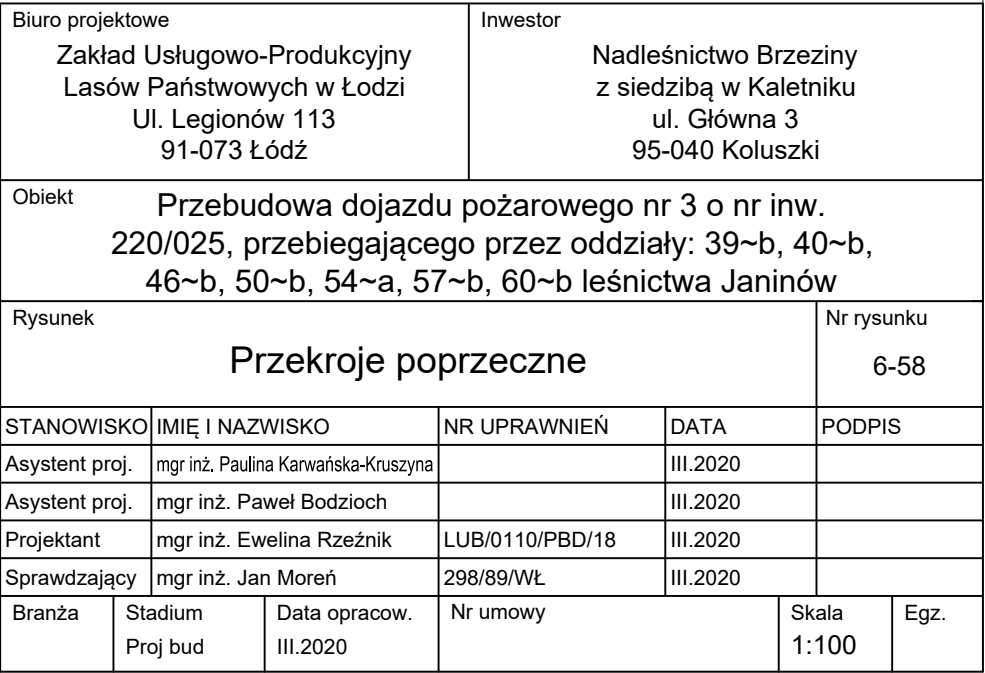 Biuro projektowe
Zakład Usługowo-Produkcyjny
Lasów Państwowych w Łodzi
Ul. Legionów 113
91-073 Łódź
Inwestor
Nadleśnictwo Brzeziny
z siedzibą w Kaletniku
ul. Główna 3
95-040 Koluszki
Obiekt
Przebudowa dojazdu pożarowego nr 3 o nr inw.
220/025, przebiegającego przez oddziały: 39~b, 40~b,
46~b, 50~b, 54~a, 57~b, 60~b leśnictwa Janinów
Rysunek
Przekroje poprzeczne
Nr rysunku
6-58
STANOWISKO IMIĘ I NAZWISKO NR UPRAWNIEŃ DATA PODPIS
Asystent proj. mgr inż. Paulina Karwańska-Kruszyna III.2020
Asystent proj. mgr inż. Paweł Bodzioch III.2020
Projektant mgr inż. Ewelina Rzeźnik LUB/0110/PBD/18 III.2020
Sprawdzający mgr inż. Jan Moreń 298/89/WŁ III.2020
Branża Stadium Data opracow. Nr umowy Skala Egz.
Proj bud III.2020 1:100